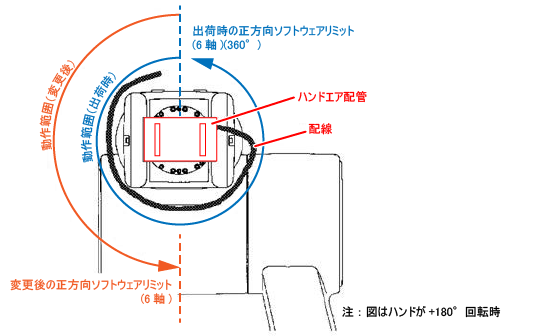 出荷時の正方向ソフトウェアリミット
(6軸)(360°)
動作範囲(変更後)
動作範囲(出荷時)
ハンドエア配管
配線
変更後の正方向ソフトウェアリミット
(6軸)
注：図はハンドが+180°回転時